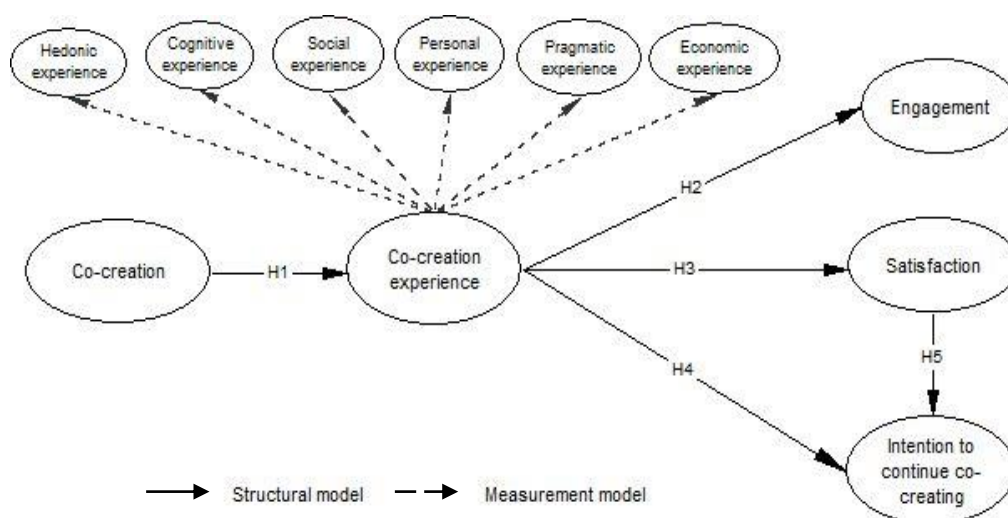 Hedonic
experience
Cognitive
experience
Social
experience
Personal
experience
Pragmatic
experience
Economic
experience
Engagement
H2
Co-creation
H1
Co-creation
experience
H3
Satisfaction
H4
H5
Intention to
continue co-
creating
Structural model
Measurement model